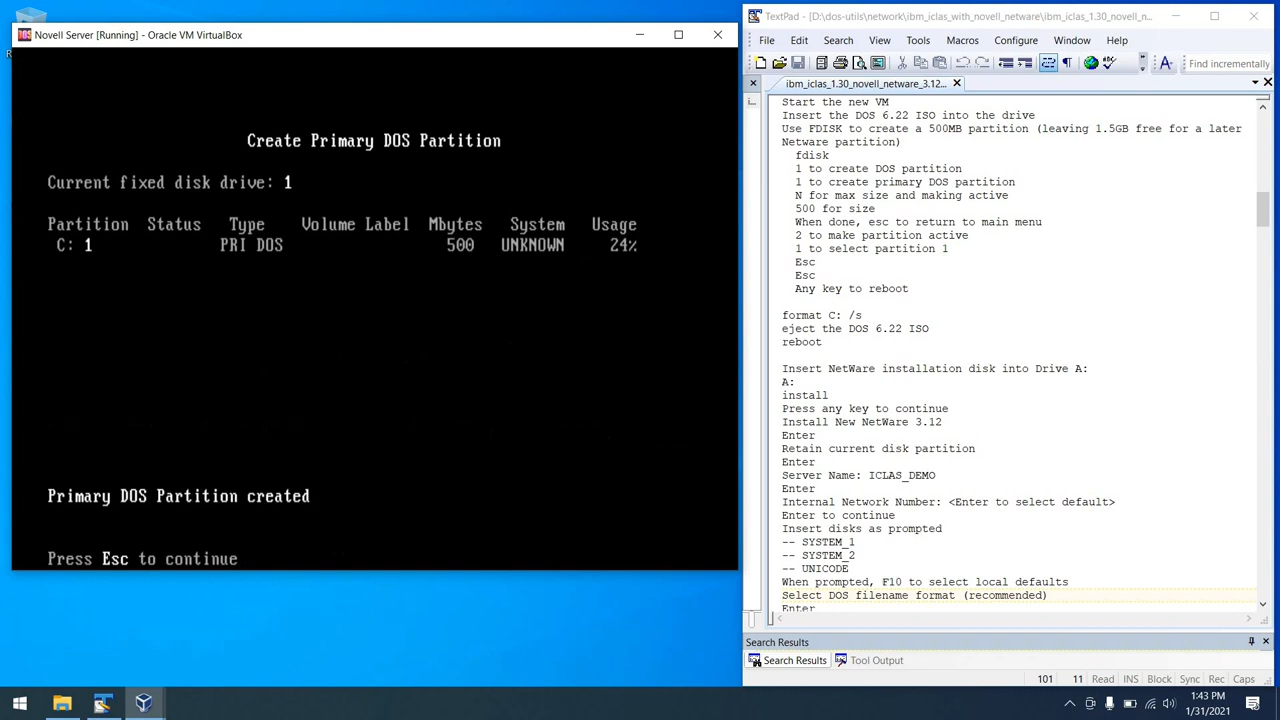 Novell Server [Running] - Oracle VM VirtualBox
Create Primary DOS Partition
Current fixed disk drive: 1
Partition Status Type Volume Label Mbytes System Usage
C: 1 PRI DOS 500 UNKNOWN 24%
Primary DOS Partition created
Press Esc to continue
TextPad - [D:\dos-utils\network\ibm_iclas_with_novell_netware\ibm_iclas_1.30_novell_n...
File Edit Search View Tools Macros Configure Window Help
Find incrementally
ibm_iclas_1.30_novell_netware_3.12...
Start the new VM
Insert the DOS 6.22 ISO into the drive
Use FDISK to create a 500MB partition (leaving 1.5GB free for a later
Netware partition)
fdisk
1 to create DOS partition
1 to create primary DOS partition
N for max size and making active
500 for size
When done, esc to return to main menu
2 to make partition active
1 to select partition 1
Esc
Esc
Any key to reboot
format C: /s
eject the DOS 6.22 ISO
reboot
Insert NetWare installation disk into Drive A:
A:
install
Press any key to continue
Install New NetWare 3.12
Enter
Retain current disk partition
Enter
Server Name: ICLAS_DEMO
Enter
Internal Network Number: <Enter to select default>
Enter to continue
Insert disks as prompted
-- SYSTEM_1
-- SYSTEM_2
-- UNICODE
When prompted, F10 to select local defaults
Select DOS filename format (recommended)
Enter
Search Results
Search Results Tool Output
101 11 Read INS Block Sync Rec Caps
1:43 PM
1/31/2021